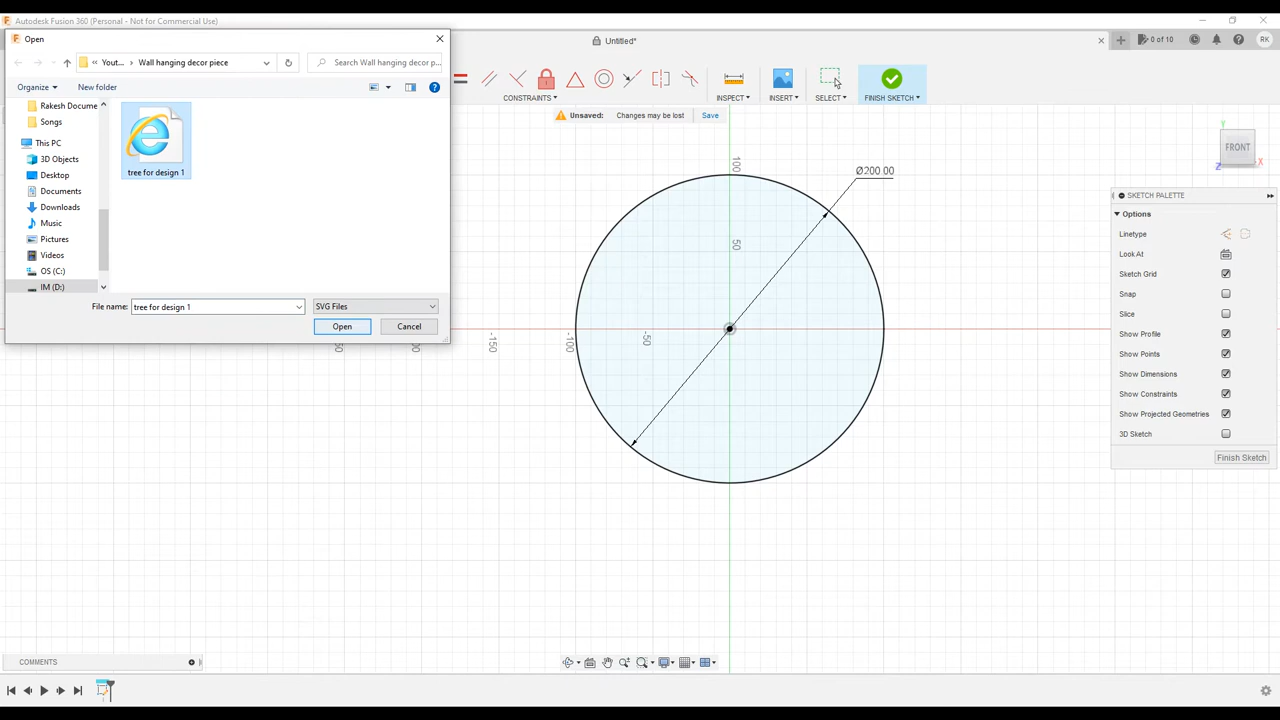 Autodesk Fusion 360 (Personal - Not for Commercial Use)
Open
Untitled*
0 of 10
RK
Yout...
Wall hanging decor piece
Search Wall hanging decor p...
Organize
New folder
CONSTRAINTS
INSPECT
INSERT
SELECT
FINISH SKETCH
Rakesh Docume
Songs
This PC
3D Objects
Desktop
Documents
Downloads
Music
Pictures
Videos
OS (C:)
IM (D:)
tree for design 1
File name:
tree for design 1
SVG Files
Open
Cancel
Unsaved:
Changes may be lost
Save
Ø200.00
100
50
-50
-100
-150
Y
FRONT
X
Z
SKETCH PALETTE
Options
Linetype
Look At
Sketch Grid
Snap
Slice
Show Profile
Show Points
Show Dimensions
Show Constraints
Show Projected Geometries
3D Sketch
Finish Sketch
COMMENTS